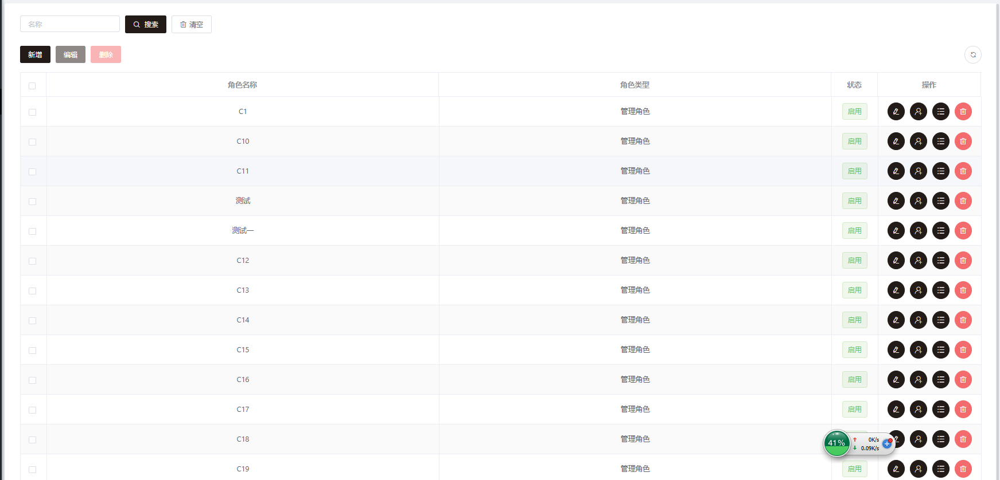 名称 搜索 清空
新增 编辑 删除
角色名称 角色类型 状态 操作
C1 管理角色 启用
C10 管理角色 启用
C11 管理角色 启用
测试 管理角色 启用
测试一 管理角色 启用
C12 管理角色 启用
C13 管理角色 启用
C14 管理角色 启用
C15 管理角色 启用
C16 管理角色 启用
C17 管理角色 启用
C18 管理角色
41% 0K/s
0.09K/s
C19 管理角色 启用